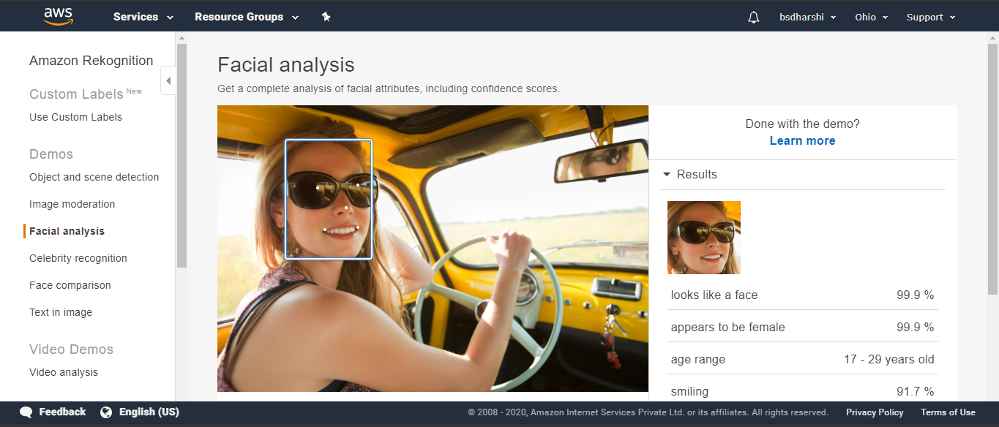 aws Services Resource Groups bsdharshi Ohio Support
Amazon Rekognition
Custom Labels New
Use Custom Labels
Demos
Object and scene detection
Image moderation
Facial analysis
Celebrity recognition
Face comparison
Text in image
Video Demos
Video analysis
Facial analysis
Get a complete analysis of facial attributes, including confidence scores.
Done with the demo?
Learn more
Results
looks like a face 99.9 %
appears to be female 99.9 %
age range 17 - 29 years old
smiling 91.7 %
Feedback English (US) © 2008 - 2020, Amazon Internet Services Private Ltd. or its affiliates. All rights reserved. Privacy Policy Terms of Use